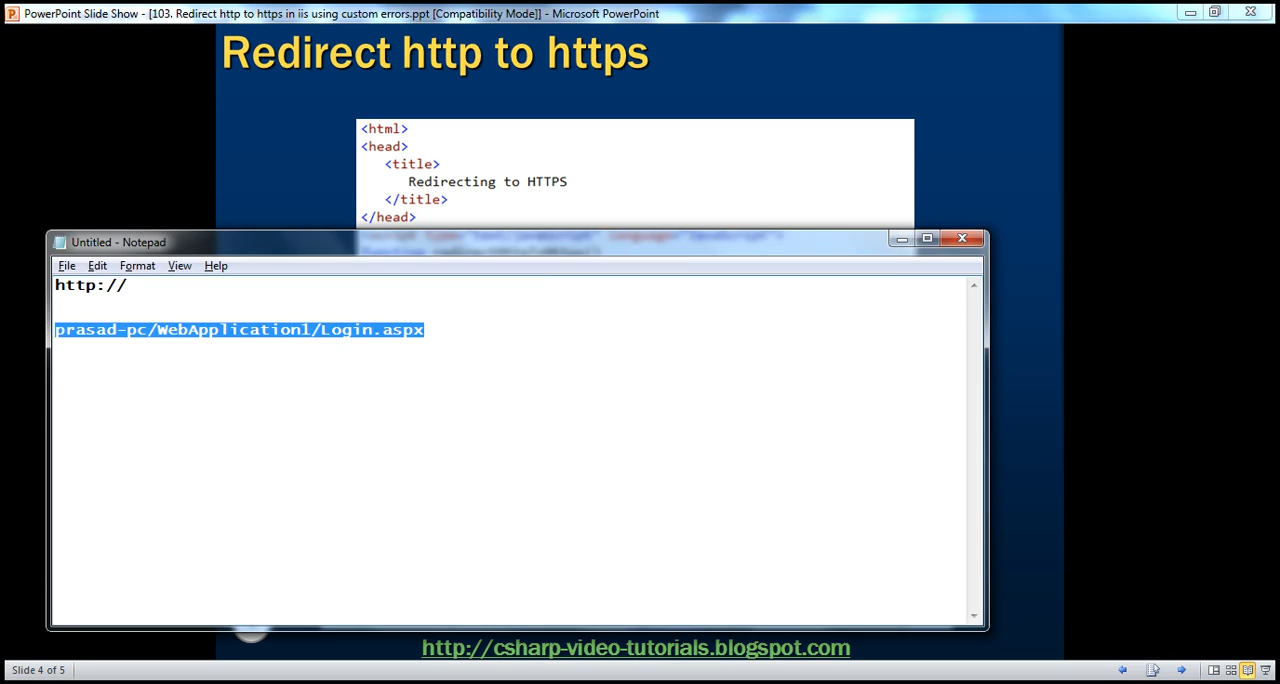 PowerPoint Slide Show - [103. Redirect http to https in iis using custom errors.ppt [Compatibility Mode]] - Microsoft PowerPoint
Redirect http to https
<html>
<head>
<title>
Redirecting to HTTPS
</title>
</head>
Untitled - Notepad
File Edit Format View Help
http://
prasad-pc/WebApplication1/Login.aspx
http://csharp-video-tutorials.blogspot.com
Slide 4 of 5